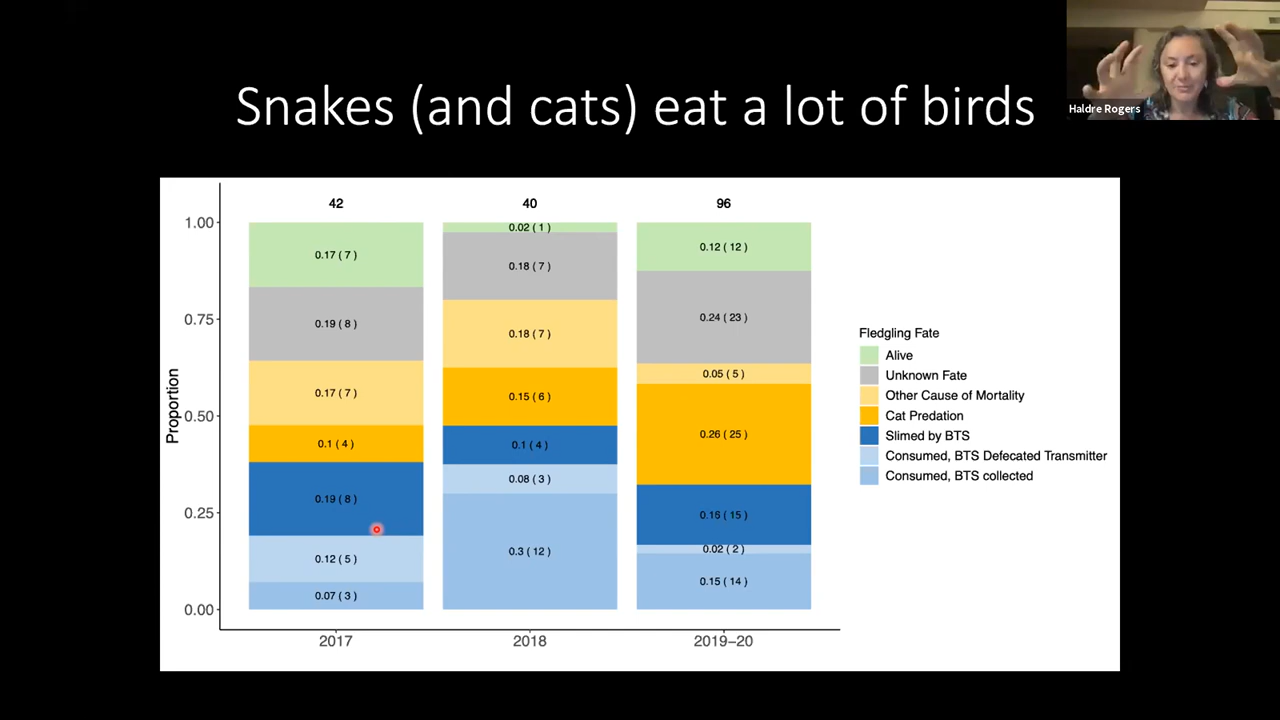 Haldre Rogers
Snakes (and cats) eat a lot of birds
42 40 96
1.00
0.75
0.50
0.25
0.00
Proportion
0.17 ( 7 )
0.19 ( 8 )
0.17 ( 7 )
0.1 ( 4 )
0.19 ( 8 )
0.12 ( 5 )
0.07 ( 3 )
0.02 ( 1 )
0.18 ( 7 )
0.18 ( 7 )
0.15 ( 6 )
0.1 ( 4 )
0.08 ( 3 )
0.3 ( 12 )
0.12 ( 12 )
0.24 ( 23 )
0.05 ( 5 )
0.26 ( 25 )
0.16 ( 15 )
0.02 ( 2 )
0.15 ( 14 )
2017 2018 2019–20
Fledgling Fate
Alive
Unknown Fate
Other Cause of Mortality
Cat Predation
Slimed by BTS
Consumed, BTS Defecated Transmitter
Consumed, BTS collected